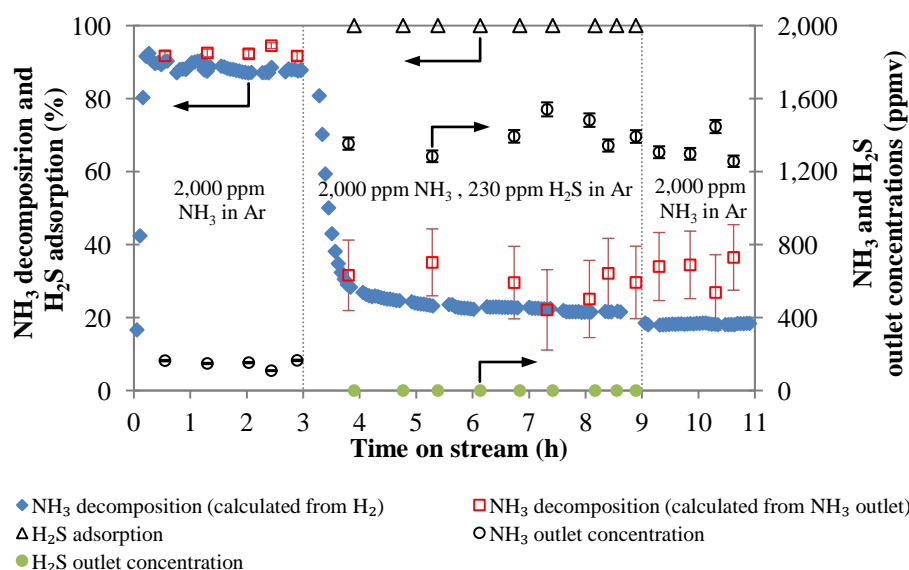 NH3 decomposirion and
H2S adsorption (%)
100
80
60
40
20
0
2,000
1,600
1,200
800
400
0
NH3 and H2S
outlet concentrations (ppmv)
2,000 ppm
NH3 in Ar
2,000 ppm NH3 , 230 ppm H2S in Ar
2,000 ppm
NH3 in Ar
0 1 2 3 4 5 6 7 8 9 10 11
Time on stream (h)
NH3 decomposition (calculated from H2)
NH3 decomposition (calculated from NH3 outlet)
H2S adsorption
NH3 outlet concentration
H2S outlet concentration